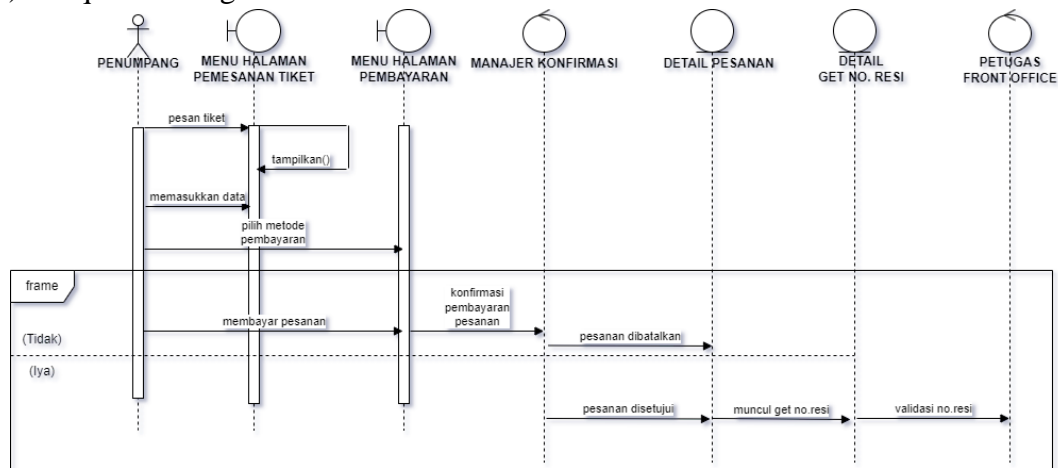 PENUMPANG
MENU HALAMAN
PEMESANAN TIKET
MENU HALAMAN
PEMBAYARAN
MANAJER KONFIRMASI
DETAIL PESANAN
DETAIL
GET NO. RESI
PETUGAS
FRONT OFFICE
pesan tiket
tampilkan()
memasukkan data
pilih metode
pembayaran
frame
konfirmasi
pembayaran
pesanan
membayar pesanan
(Tidak)
pesanan dibatalkan
(Iya)
pesanan disetujui
muncul get no.resi
validasi no.resi